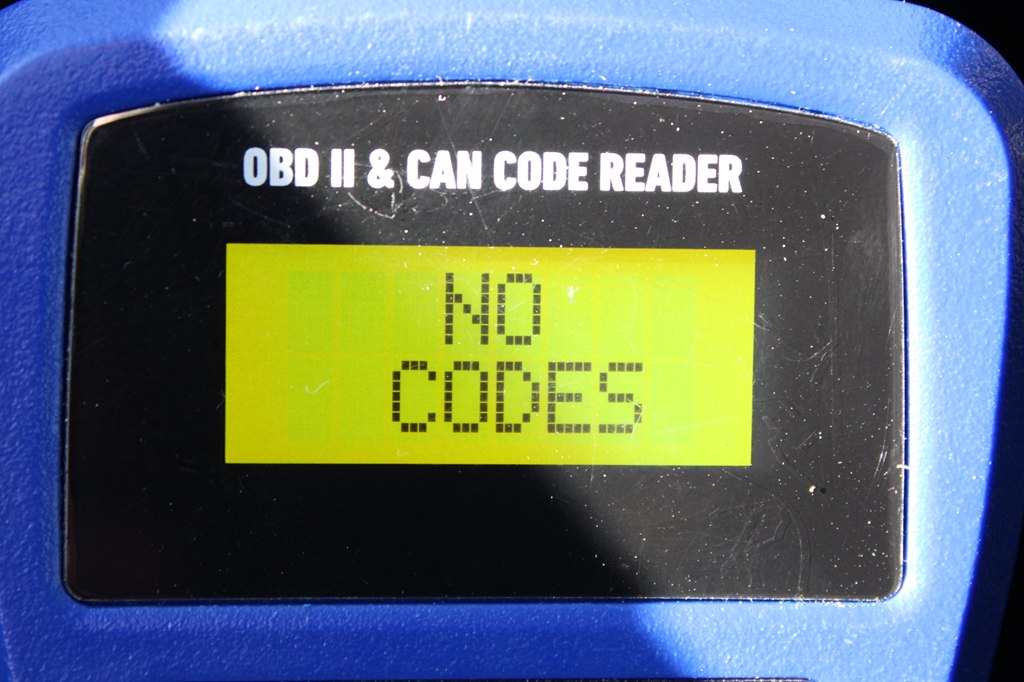 OBD II & CAN CODE READER
NO
CODES